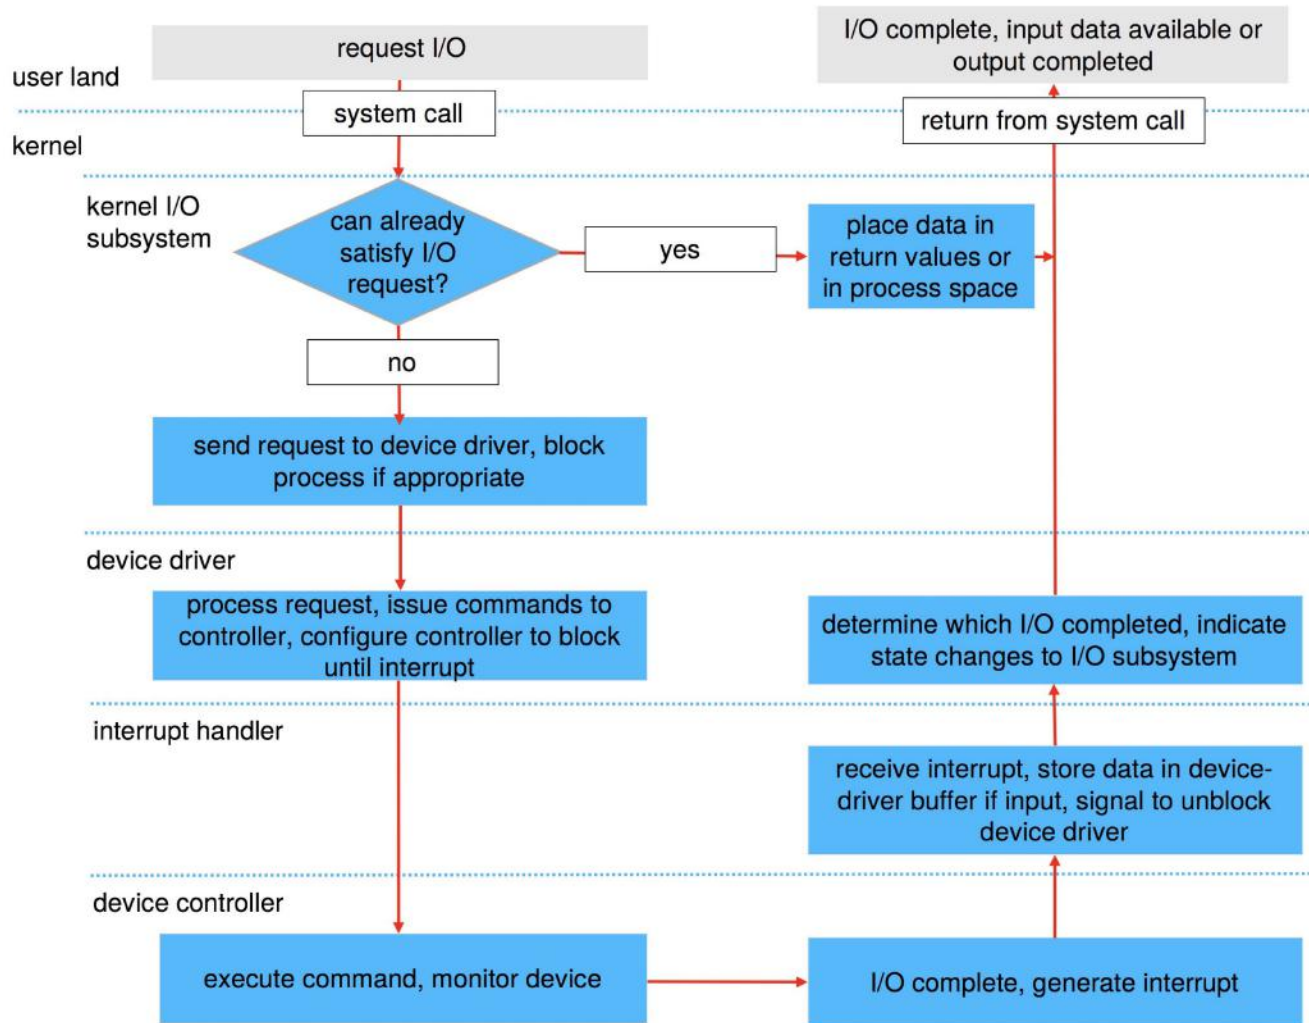 request I/O
I/O complete, input data available or
output completed
user land
system call
return from system call
kernel
kernel I/O
subsystem
can already
satisfy I/O
request?
yes
place data in
return values or
in process space
no
send request to device driver, block
process if appropriate
device driver
process request, issue commands to
controller, configure controller to block
until interrupt
determine which I/O completed, indicate
state changes to I/O subsystem
interrupt handler
receive interrupt, store data in device-
driver buffer if input, signal to unblock
device driver
device controller
execute command, monitor device
I/O complete, generate interrupt